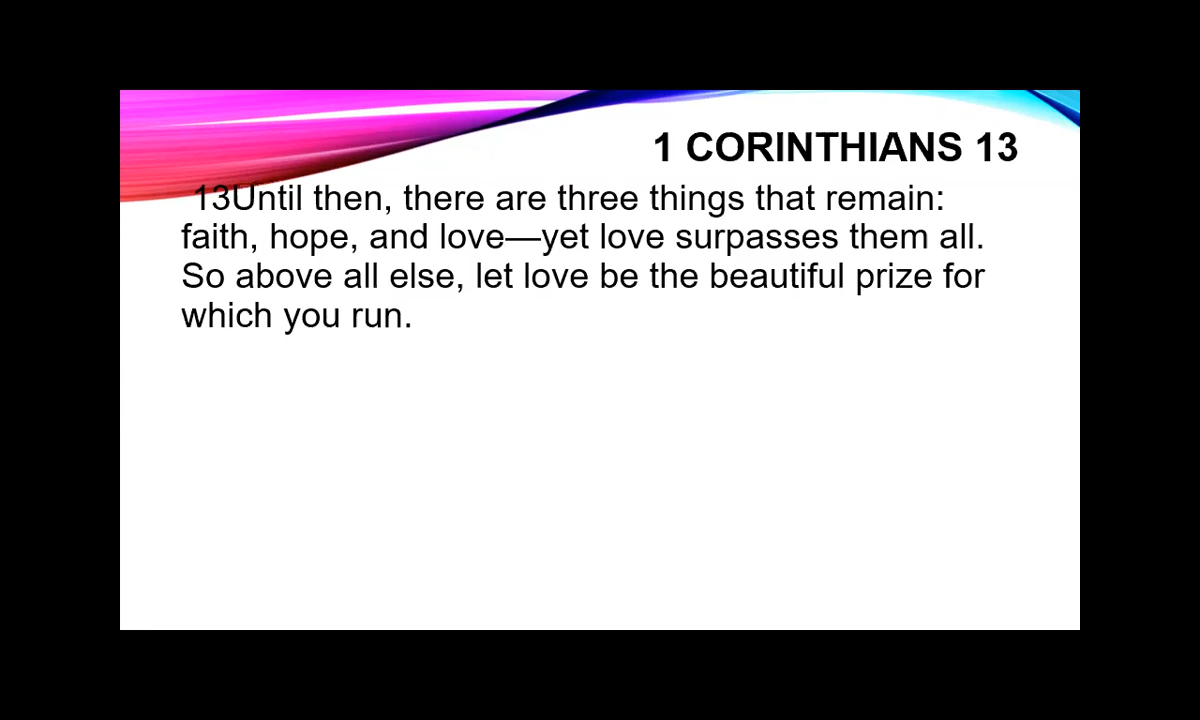 1 CORINTHIANS 13
13Until then, there are three things that remain:
faith, hope, and love—yet love surpasses them all.
So above all else, let love be the beautiful prize for
which you run.